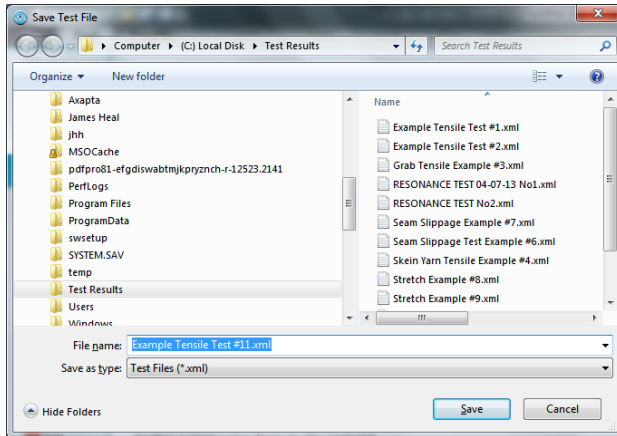 Save Test File
Computer (C:) Local Disk Test Results
Search Test Results
Organize New folder
Axapta
James Heal
jhh
MSOCache
pdfpro81-efgdiswabtmjkpryznch-r-12523.2141
PerfLogs
Program Files
ProgramData
swsetup
SYSTEM.SAV
temp
Test Results
Users
Windows
Name
Example Tensile Test #1.xml
Example Tensile Test #2.xml
Grab Tensile Example #3.xml
RESONANCE TEST 04-07-13 No1.xml
RESONANCE TEST No2.xml
Seam Slippage Example #7.xml
Seam Slippage Test Example #6.xml
Skein Yarn Tensile Example #4.xml
Stretch Example #8.xml
Stretch Example #9.xml
File name: Example Tensile Test #11.xml
Save as type: Test Files (*.xml)
Hide Folders
Save Cancel